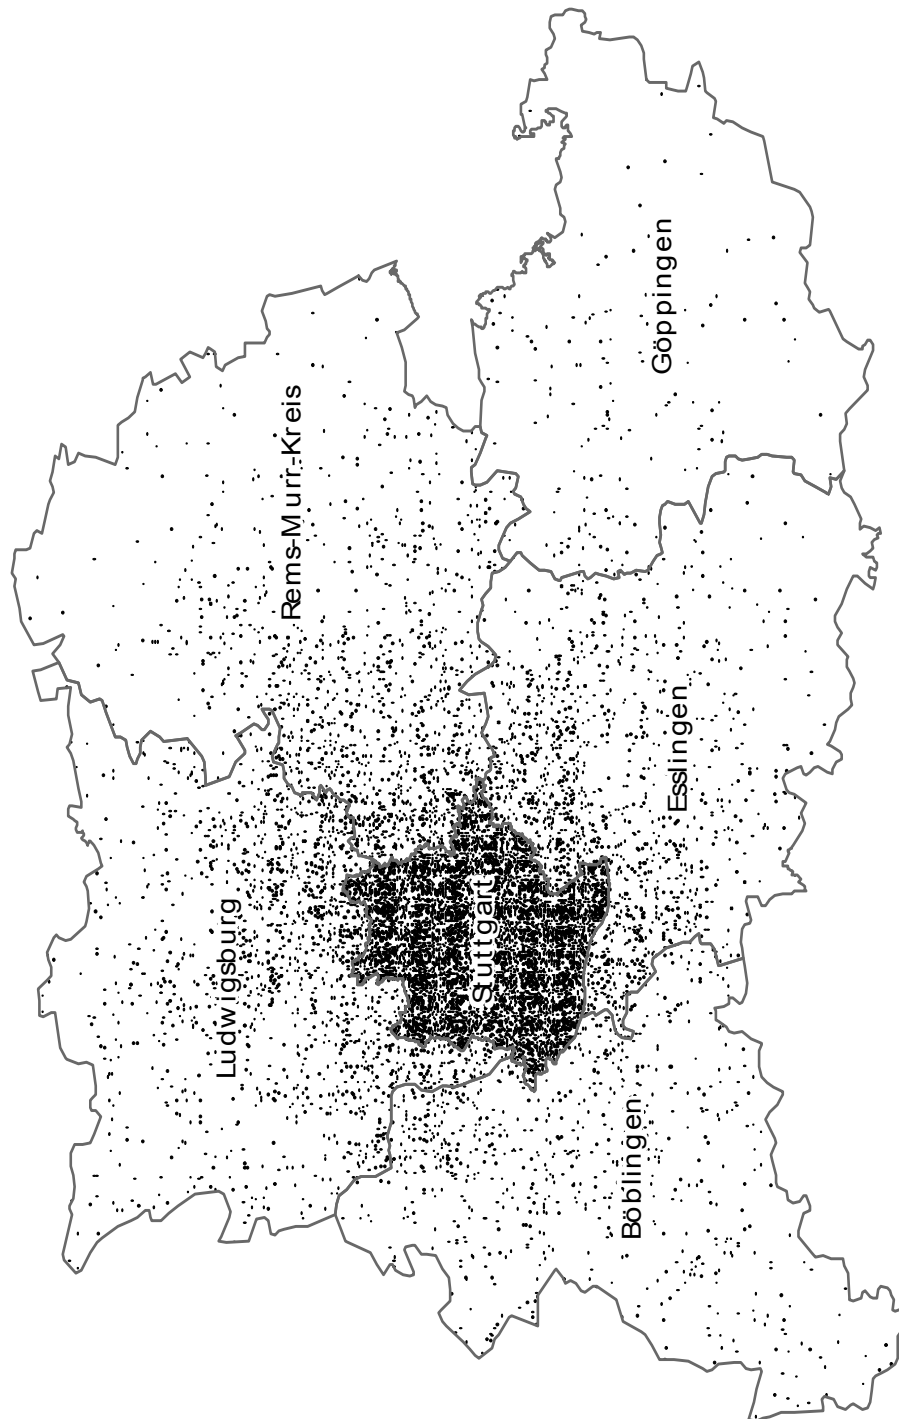 Ludwigsburg
Rems-Murr-Kreis
Stuttgart
Böblingen
Esslingen
Göppingen